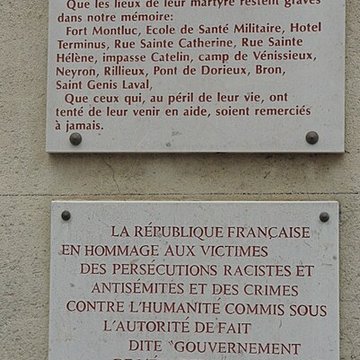 Que les lieux de leur martyre restent gravés
dans notre mémoire:
Fort Montluc, Ecole de Santé Militaire, Hotel
Terminus, Rue Sainte Catherine, Rue Sainte
Hélène, impasse Catelin, camp de Vénissieux,
Neyron, Rillieux, Pont de Dorieux, Bron,
Saint Genis Laval,
Que ceux qui, au péril de leur vie, ont
tenté de leur venir en aide, soient remerciés
à jamais.
LA RÉPUBLIQUE FRANÇAISE
EN HOMMAGE AUX VICTIMES
DES PERSÉCUTIONS RACISTES ET
ANTISÉMITES ET DES CRIMES
CONTRE L'HUMANITÉ COMMIS SOUS
L'AUTORITÉ DE FAIT
DITE "GOUVERNEMENT